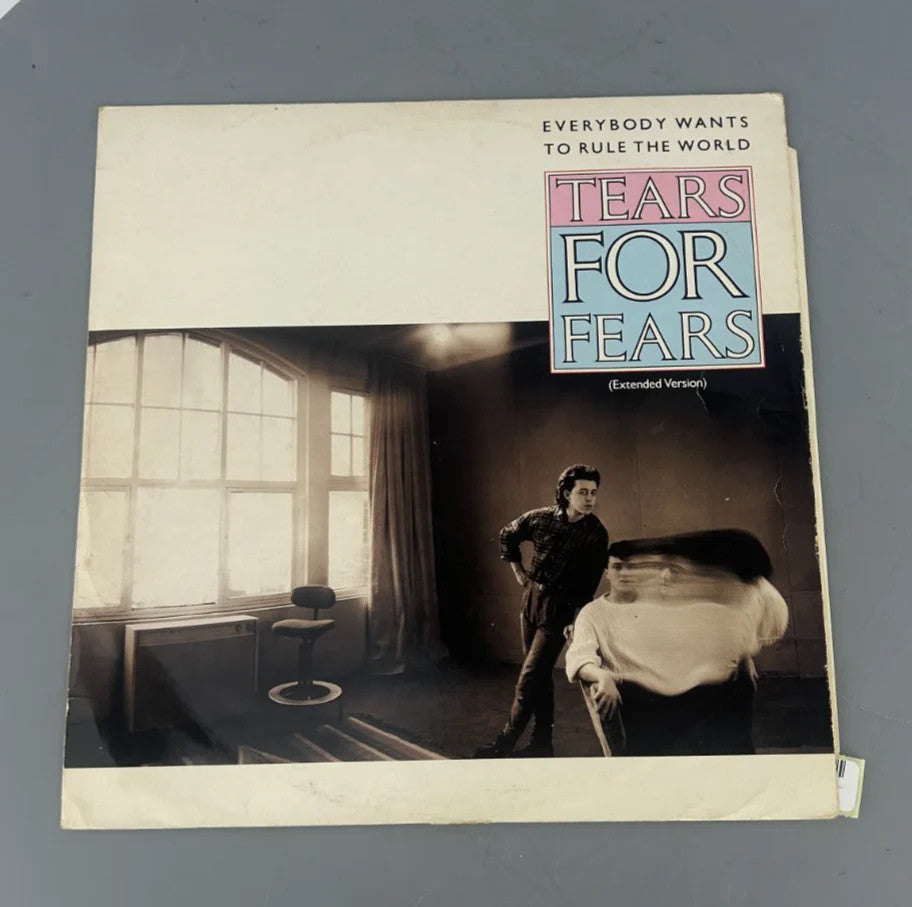 EVERYBODY WANTS
TO RULE THE WORLD
TEARS
FOR
FEARS
(Extended Version)